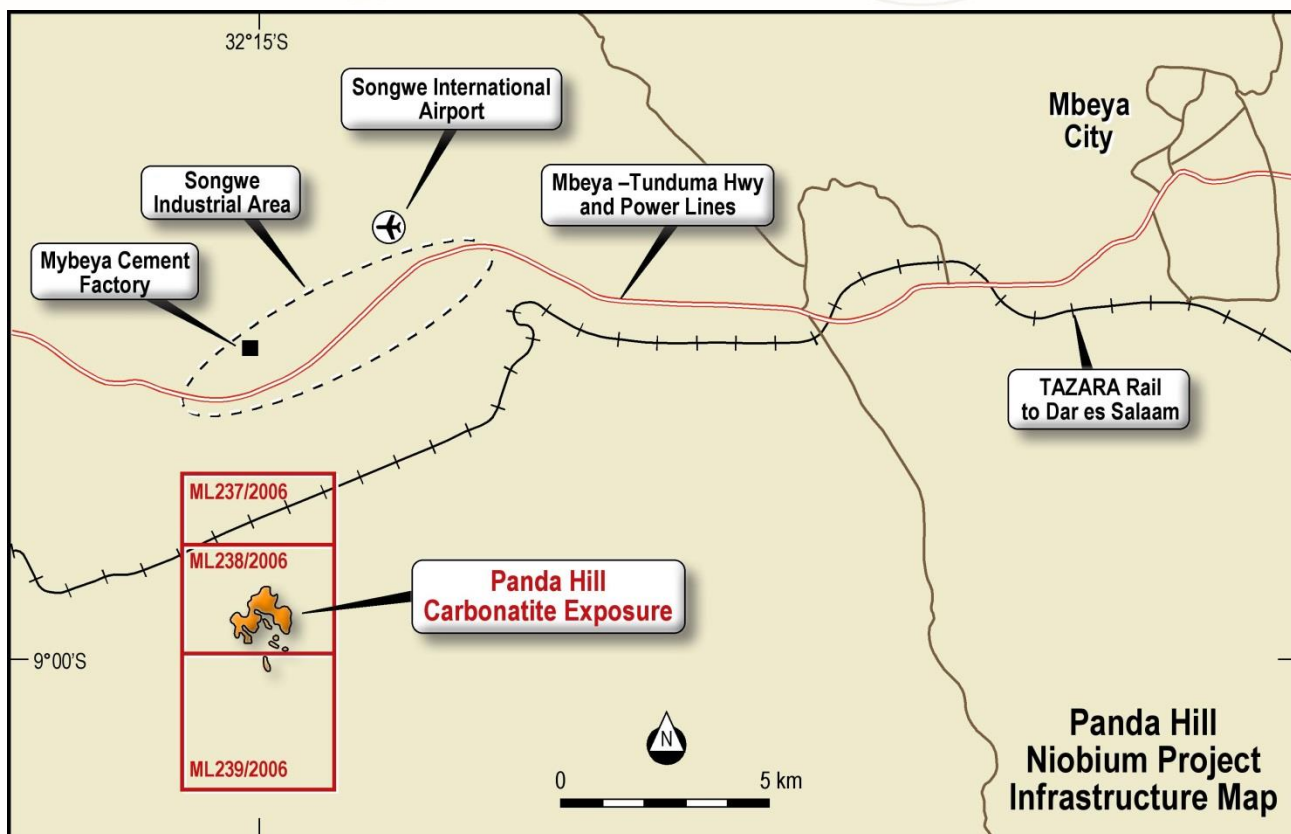 32°15'S
Songwe International
Airport
Mbeya
City
Songwe
Industrial Area
Mbeya –Tunduma Hwy
and Power Lines
Mybeya Cement
Factory
TAZARA Rail
to Dar es Salaam
ML237/2006
ML238/2006
Panda Hill
Carbonatite Exposure
9°00'S
ML239/2006
N
0 5 km
Panda Hill
Niobium Project
Infrastructure Map